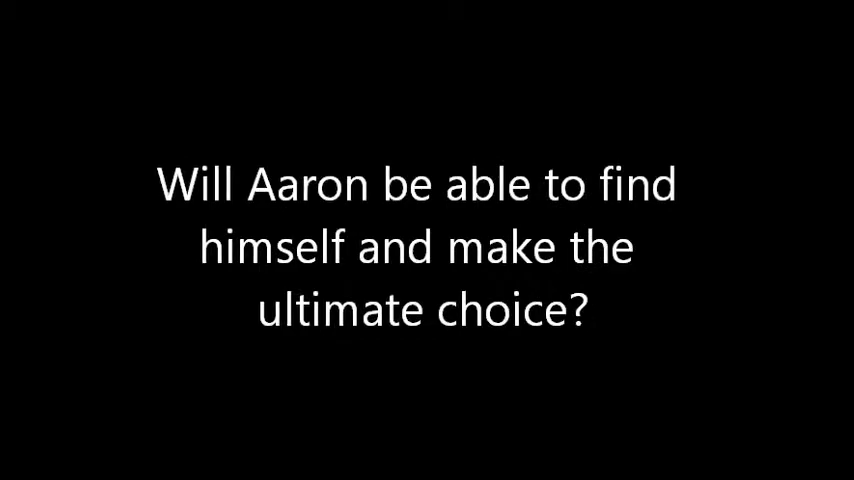 Will Aaron be able to find
himself and make the
ultimate choice?